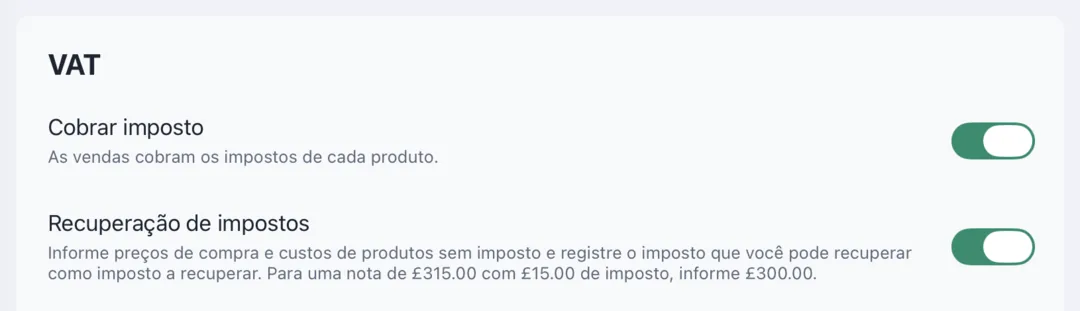 VAT
Cobrar imposto
As vendas cobram os impostos de cada produto.
Recuperação de impostos
Informe preços de compra e custos de produtos sem imposto e registre o imposto que você pode recuperar
como imposto a recuperar. Para uma nota de £315.00 com £15.00 de imposto, informe £300.00.